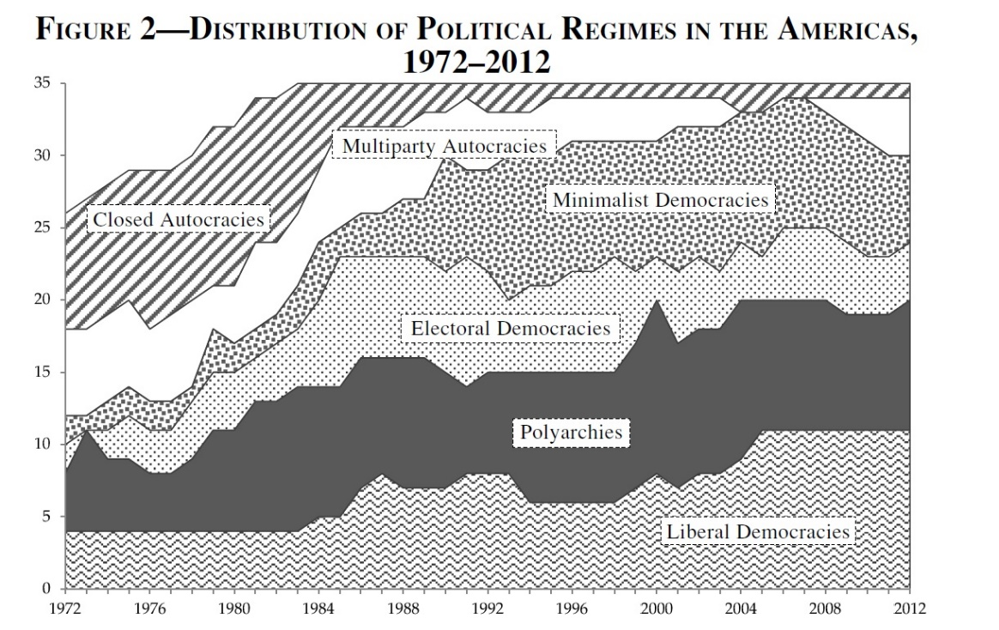 FIGURE 2—DISTRIBUTION OF POLITICAL REGIMES IN THE AMERICAS,
1972–2012
35
30
25
20
15
10
5
0
Multiparty Autocracies
Closed Autocracies
Minimalist Democracies
Electoral Democracies
Polyarchies
Liberal Democracies
1972 1976 1980 1984 1988 1992 1996 2000 2004 2008 2012